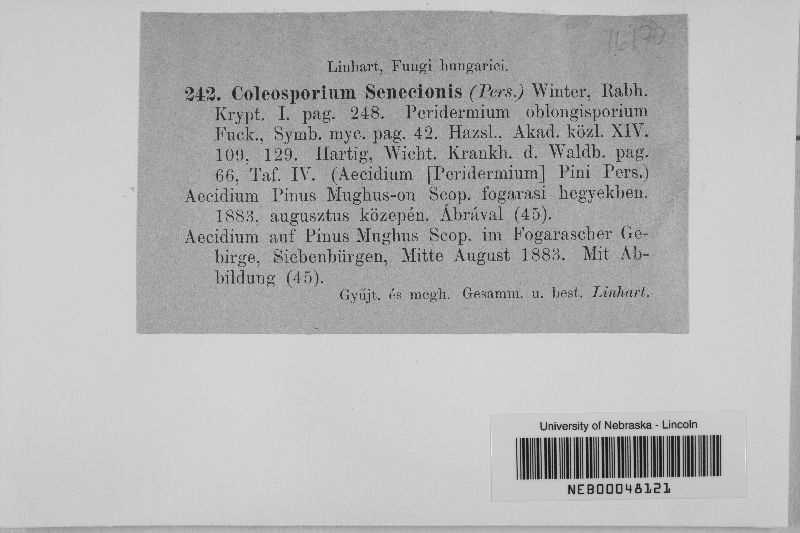 16170
Linhart, Fungi hungarici.
242. Coleosporium Senecionis (Pers.) Winter, Rabh.
Krypt. I. pag. 248. Peridermium oblongisporium
Fuck., Symb. myc. pag. 42. Hazsl., Akad. közl. XIV.
109, 129. Hartig, Wicht. Krankh. d. Waldb. pag.
66, Taf. IV. (Aecidium [Peridermium] Pini Pers.)
Aecidium Pinus Mughus-on Scop. fogarasi hegyekben.
1883, augusztus közepén. Ábrával (45).
Aecidium auf Pinus Mughus Scop. im Fogarascher Ge-
birge, Siebenbürgen, Mitte August 1883. Mit Ab-
bildung (45).
Gyűjt. és megh. Gesamm. u. best. Linhart.
University of Nebraska - Lincoln
NEB00048121